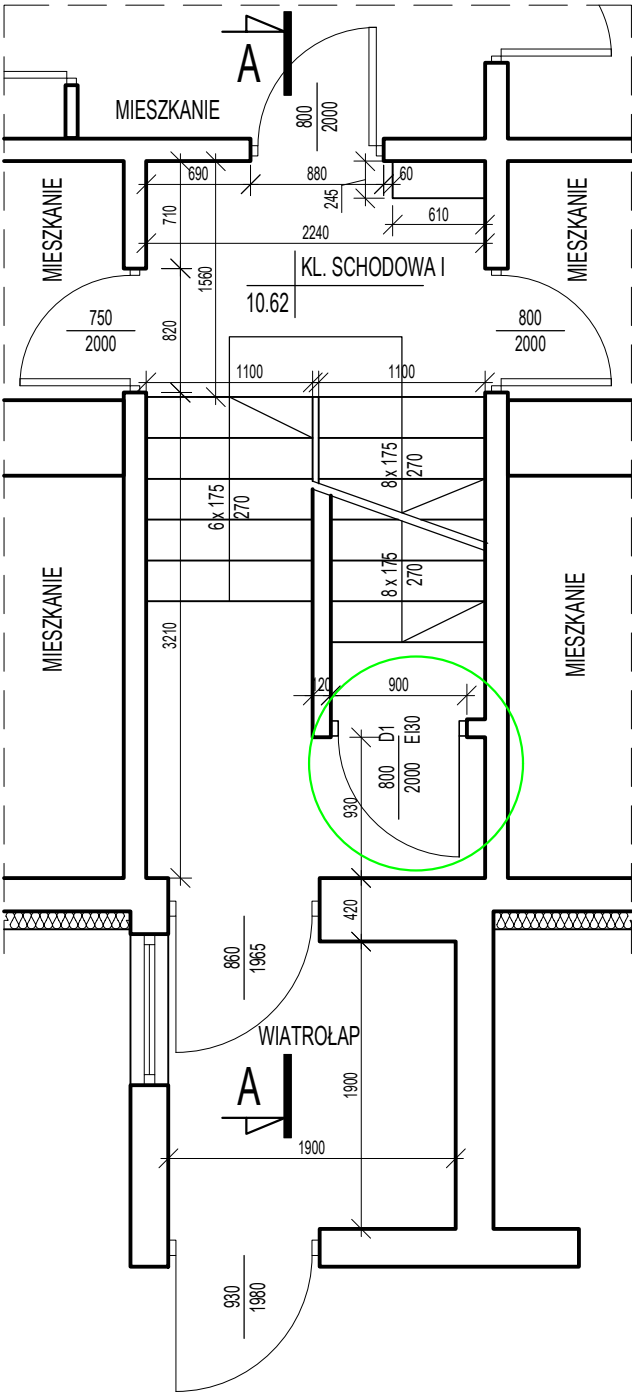 A
MIESZKANIE
800
2000
690
880
60
245
610
710
MIESZKANIE
MIESZKANIE
2240
1560
KL. SCHODOWA I
10.62
750
2000
820
800
2000
1100
1100
6 x 175
270
8 x 175
270
8 x 175
270
MIESZKANIE
MIESZKANIE
3210
120
900
D1
EI30
800
2000
930
420
860
1965
WIATROŁAP
A
1900
1900
930
1980